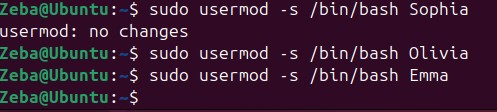 Zeba@Ubuntu:~$ sudo usermod -s /bin/bash Sophia
usermod: no changes
Zeba@Ubuntu:~$ sudo usermod -s /bin/bash Olivia
Zeba@Ubuntu:~$ sudo usermod -s /bin/bash Emma
Zeba@Ubuntu:~$